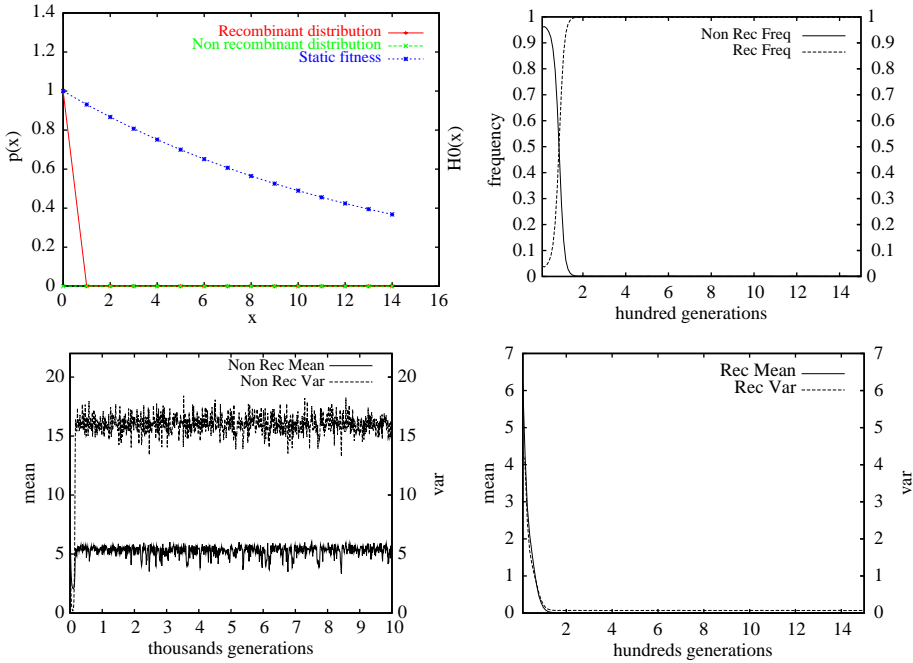 1.4
1.2
1
0.8
0.6
0.4
0.2
0
p(x)
0 2 4 6 8 10 12 14 16
x
H0(x)
Recombinant distribution
Non recombinant distribution
Static fitness
1
0.9
0.8
0.7
0.6
0.5
0.4
0.3
0.2
0.1
0
frequency
2 4 6 8 10 12 14
hundred generations
1
0.9
0.8
0.7
0.6
0.5
0.4
0.3
0.2
0.1
0
Non Rec Freq
Rec Freq
20
15
10
5
0
mean
0 1 2 3 4 5 6 7 8 9 10
thousands generations
20
15
10
5
0
var
Non Rec Mean
Non Rec Var
7
6
5
4
3
2
1
0
mean
2 4 6 8 10 12 14
hundreds generations
7
6
5
4
3
2
1
0
var
Rec Mean
Rec Var